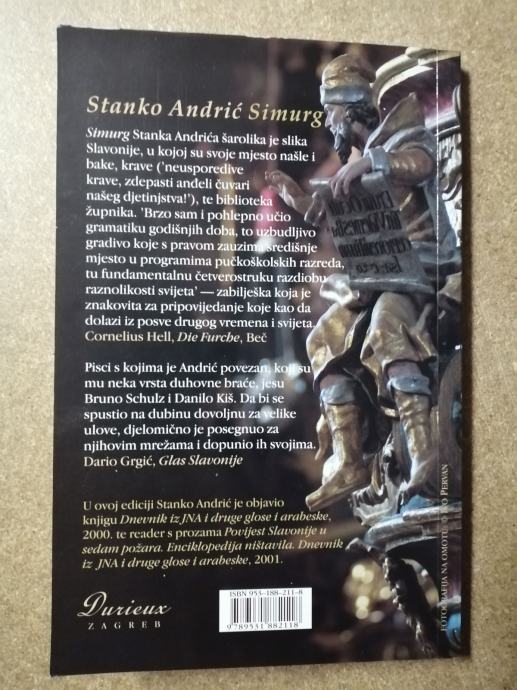 Stanko Andrić Simurg
Simurg Stanka Andrića šarolika je slika
Slavonije, u kojoj su svoje mjesto našle i
bake, krave ('neusporedive
krave, zdepasti anđeli čuvari
našeg djetinjstva!'), te biblioteka
župnika. 'Brzo sam i pohlepno učio
gramatiku godišnjih doba, to uzbudljivo
gradivo koje s pravom zauzima središnje
mjesto u programima pučkoškolskih razreda,
tu fundamentalnu četverostruku razdiobu
raznolikosti svijeta' — zabilješka koja je
znakovita za pripovijedanje koje kao da
dolazi iz posve drugog vremena i svijeta.
Cornelius Hell, Die Furche, Beč
Pisci s kojima je Andrić povezan, koji su
mu neka vrsta duhovne braće, jesu
Bruno Schulz i Danilo Kiš. Da bi se
spustio na dubinu dovoljnu za velike
ulove, djelomično je posegnuo za
njihovim mrežama i dopunio ih svojima.
Dario Grgić, Glas Slavonije
U ovoj ediciji Stanko Andrić je objavio
knjigu Dnevnik iz JNA i druge glose i arabeske,
2000. te reader s prozama Povijest Slavonije u
sedam požara. Enciklopedija ništavila. Dnevnik
iz JNA i druge glose i arabeske, 2001.
Durieux
ZAGREB
ISBN 953-188-211-8
9789531882118
FOTOGRAFIJA NA OMOTU PERVAN